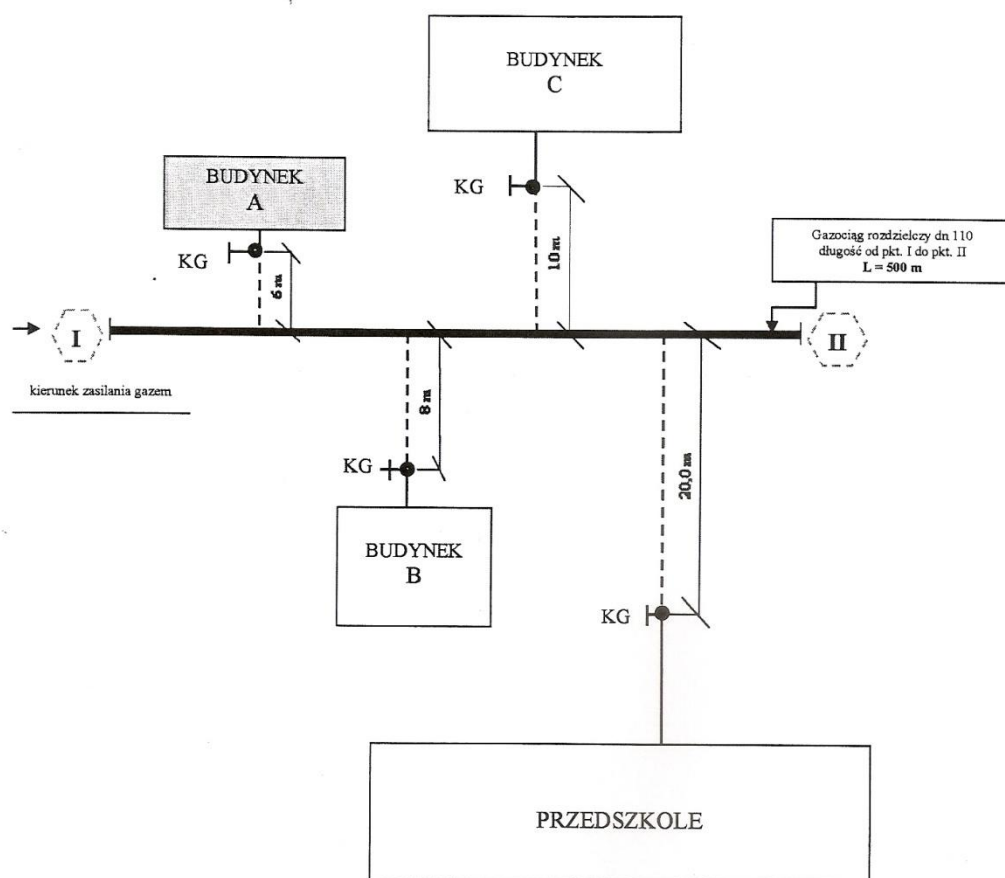 BUDYNEK
C
BUDYNEK
A
KG
KG
6 m
10m
Gazociąg rozdzielczy dn 110
długość od pkt. I do pkt. II
L = 500 m
I
II
kierunek zasilania gazem
8 m
KG
20,0 m
BUDYNEK
B
KG
PRZEDSZKOLE